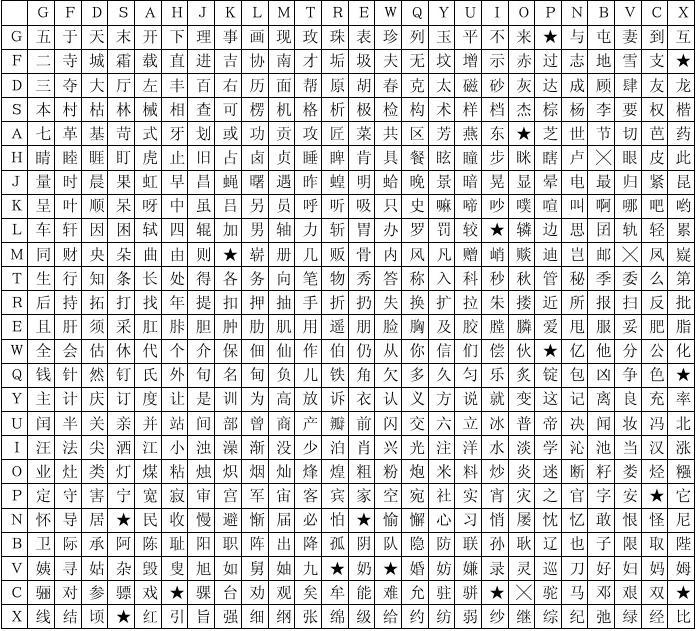 G F D S A H J K L M T R E W Q Y U I O P N B V C X
G 五 于 天 末 开 下 理 事 画 现 玫 珠 表 珍 列 玉 平 不 来 ★ 与 屯 妻 到 互
F 二 寺 城 霜 载 直 进 吉 协 南 才 垢 圾 夫 无 坟 增 示 赤 过 志 地 雪 支 ★
D 三 夺 大 厅 左 丰 百 右 历 面 帮 原 胡 春 克 太 磁 砂 灰 达 成 顾 肆 友 龙
S 本 村 枯 林 械 相 查 可 楞 机 格 析 极 检 构 术 样 档 杰 棕 杨 李 要 权 楷
A 七 革 基 苛 式 牙 划 或 功 贡 攻 匠 菜 共 区 芳 燕 东 ★ 芝 世 节 切 芭 药
H 睛 睦 睚 盯 虎 止 旧 占 卤 贞 睡 睥 肯 具 餐 眩 瞳 步 眯 瞎 卢 ╳ 眼 皮 此
J 量 时 晨 果 虹 早 昌 蝇 曙 遇 昨 蝗 明 蛤 晚 景 暗 晃 显 晕 电 最 归 紧 昆
K 呈 叶 顺 呆 呀 中 虽 吕 另 员 呼 听 吸 只 史 嘛 啼 吵 噗 喧 叫 啊 哪 吧 哟
L 车 轩 因 困 轼 四 辊 加 男 轴 力 斩 胃 办 罗 罚 较 ★ 辚 边 思 囝 轨 轻 累
M 同 财 央 朵 曲 由 则 ★ 崭 册 几 贩 骨 内 风 凡 赠 峭 赕 迪 岂 邮 ╳ 凤 嶷
T 生 行 知 条 长 处 得 各 务 向 笔 物 秀 答 称 入 科 秒 秋 管 秘 季 委 么 第
R 后 持 拓 打 找 年 提 扣 押 抽 手 折 扔 失 换 扩 拉 朱 搂 近 所 报 扫 反 批
E 且 肝 须 采 肛 胩 胆 肿 肋 肌 用 遥 朋 脸 胸 及 胶 膛 膦 爱 甩 服 妥 肥 脂
W 全 会 估 休 代 个 介 保 佃 仙 作 伯 仍 从 你 信 们 偿 伙 ★ 亿 他 分 公 化
Q 钱 针 然 钉 氏 外 旬 名 甸 负 儿 铁 角 欠 多 久 匀 乐 炙 锭 包 凶 争 色 ★
Y 主 计 庆 订 度 让 是 训 为 高 放 诉 衣 认 义 方 说 就 变 这 记 离 良 充 率
U 闰 半 关 亲 并 站 间 部 曾 商 产 瓣 前 闪 交 六 立 冰 普 帝 决 闻 妆 冯 北
I 汪 法 尖 洒 江 小 浊 澡 渐 没 少 泊 肖 兴 光 注 洋 水 淡 学 沁 池 当 汉 涨
O 业 灶 类 灯 煤 粘 烛 炽 烟 灿 烽 煌 粗 粉 炮 米 料 炒 炎 迷 断 籽 娄 烃 糨
P 定 守 害 宁 宽 寂 审 宫 军 宙 客 宾 家 空 宛 社 实 宵 灾 之 官 字 安 ★ 它
N 怀 导 居 ★ 民 收 慢 避 惭 届 必 怕 ★ 愉 懈 心 习 悄 屡 忱 忆 敢 恨 怪 尼
B 卫 际 承 阿 陈 耻 阳 职 阵 出 降 孤 阴 队 隐 防 联 孙 耿 辽 也 子 限 取 陛
V 姨 寻 姑 杂 毁 叟 旭 如 舅 妯 九 ★ 奶 ★ 婚 妨 嫌 录 灵 巡 刀 好 妇 妈 姆
C 骊 对 参 骠 戏 ★ 骒 台 劝 观 矣 牟 能 难 允 驻 骈 ★ ╳ 驼 马 邓 艰 双 ★
X 线 结 顷 ★ 红 引 旨 强 细 纲 张 绵 级 给 约 纺 弱 纱 继 综 纪 弛 绿 经 比